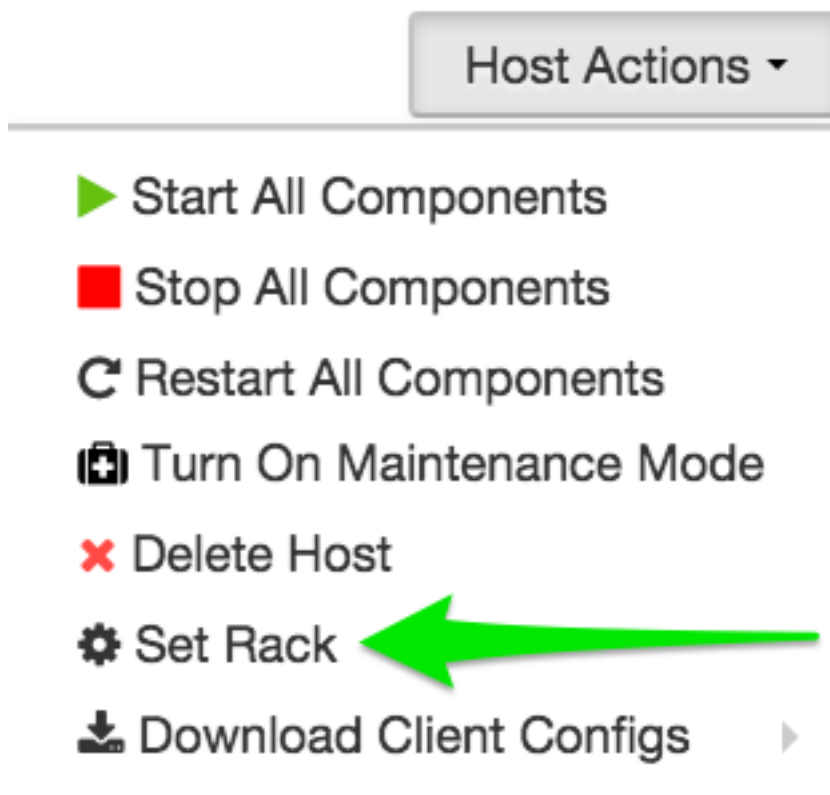 Host Actions
Start All Components
Stop All Components
Restart All Components
Turn On Maintenance Mode
Delete Host
Set Rack
Download Client Configs